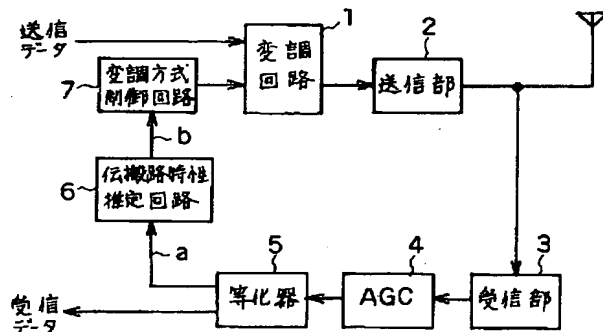 送信
データ
1
変調
回路
2
送信部
7
変調方式
制御回路
b
6
伝搬路特性
推定回路
a
5
等化器
4
AGC
3
受信部
受信
データ